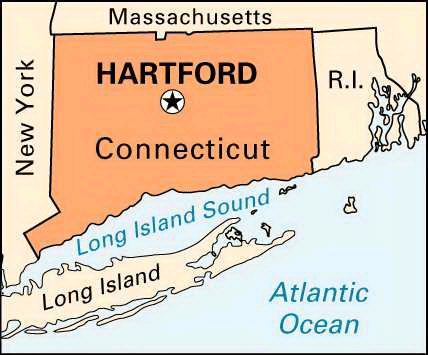 Massachusetts
New York
HARTFORD
R.I.
Connecticut
Long Island Sound
Long Island
Atlantic
Ocean